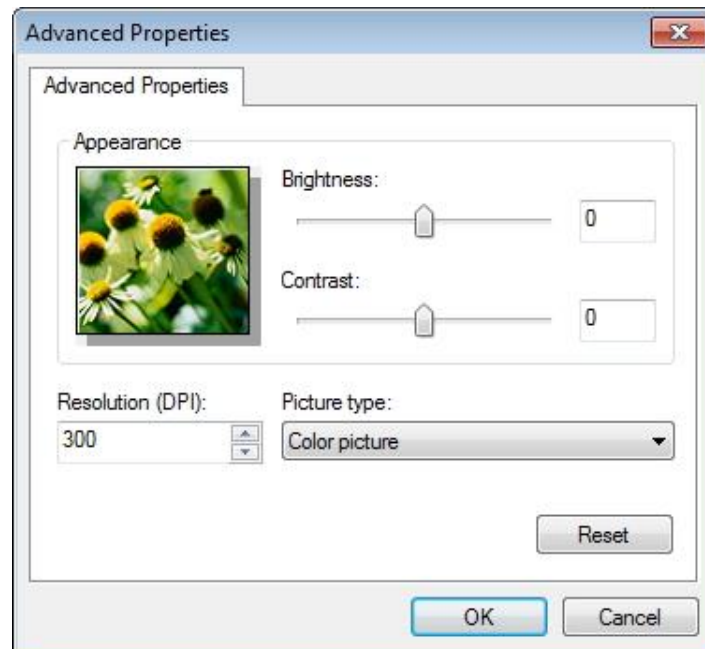 Advanced Properties
Advanced Properties
Appearance
Brightness:
0
Contrast:
0
Resolution (DPI):
300
Picture type:
Color picture
Reset
OK
Cancel